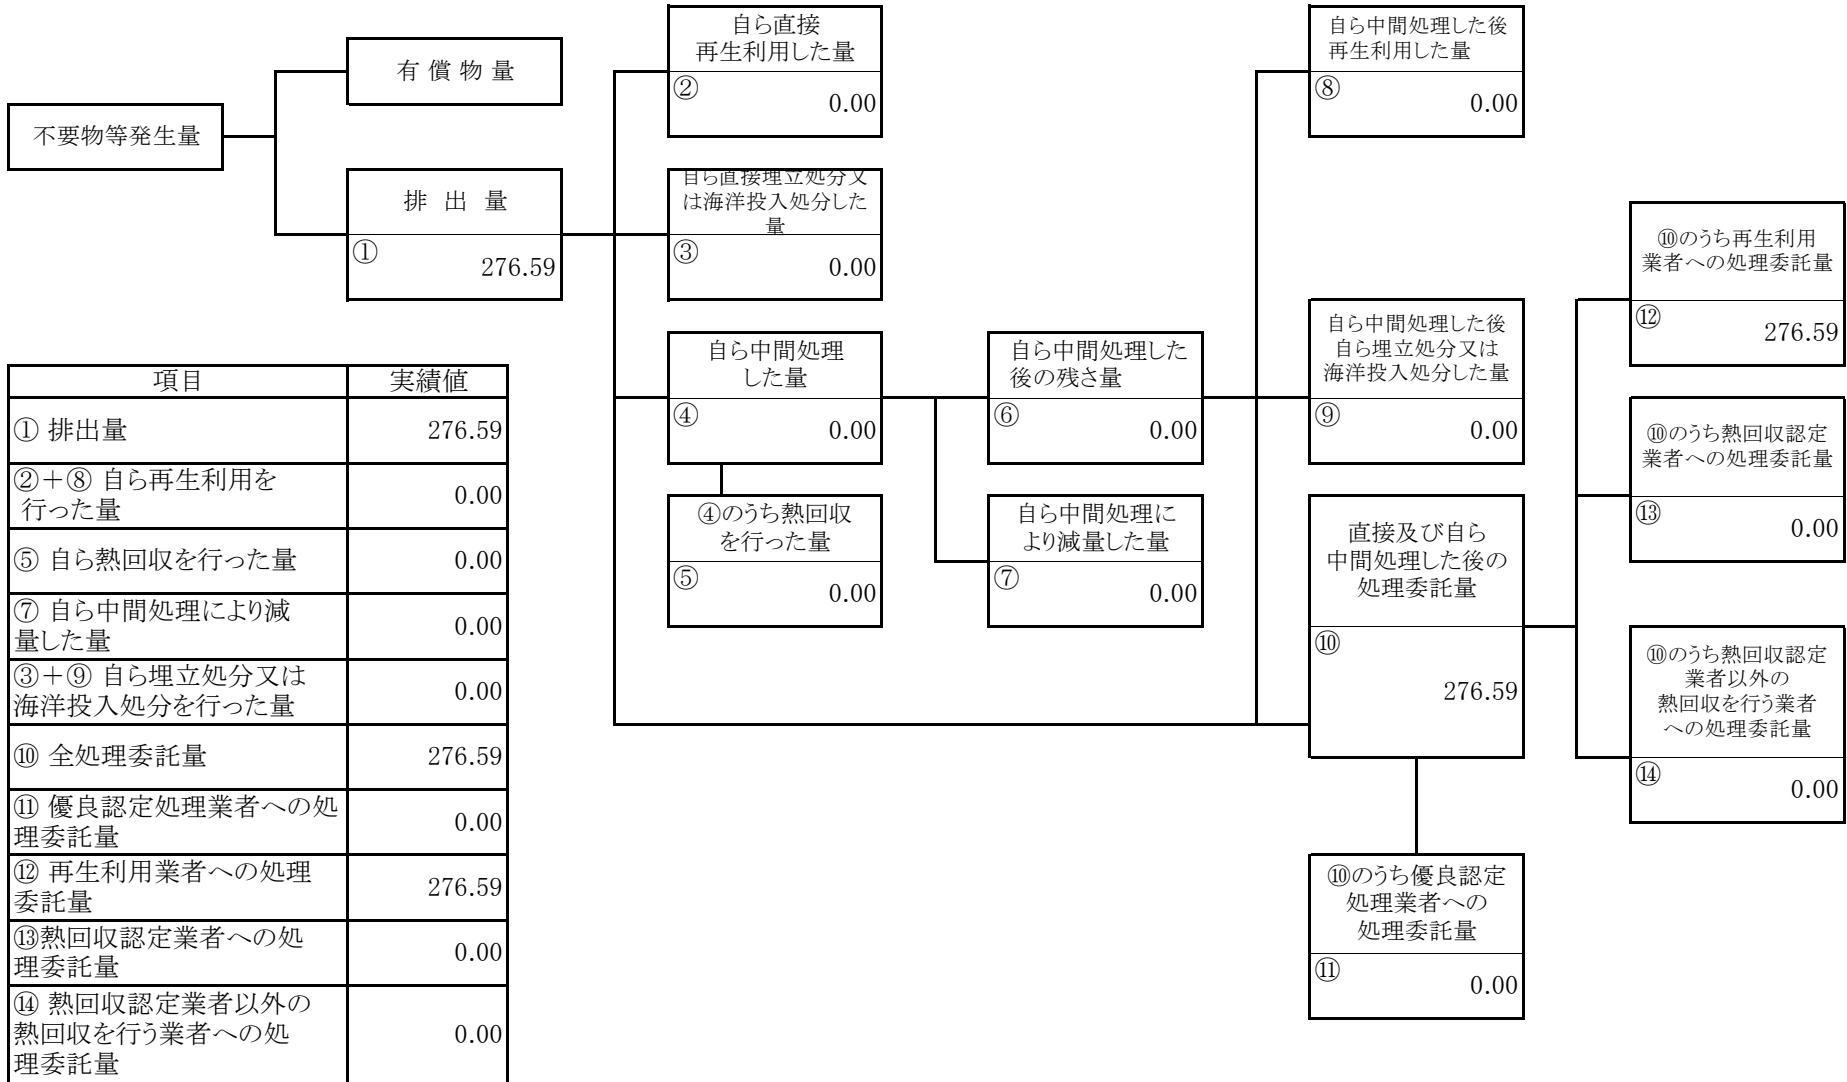 不要物等発生量
有償物量
排出量
①
276.59
自ら直接
再生利用した量
②
0.00
自ら直接埋立処分又
は海洋投入処分した
量
③
0.00
自ら中間処理
した量
④
0.00
④のうち熱回収
を行った量
⑤
0.00
自ら中間処理した
後の残さ量
⑥
0.00
自ら中間処理に
より減量した量
⑦
0.00
自ら中間処理した後
再生利用した量
⑧
0.00
自ら中間処理した後
自ら埋立処分又は
海洋投入処分した量
⑨
0.00
直接及び自ら
中間処理した後の
処理委託量
⑩
276.59
⑩のうち優良認定
処理業者への
処理委託量
⑪
0.00
⑩のうち再生利用
業者への処理委託量
⑫
276.59
⑩のうち熱回収認定
業者への処理委託量
⑬
0.00
⑩のうち熱回収認定
業者以外の
熱回収を行う業者
への処理委託量
⑭
0.00
項目 実績値
① 排出量 276.59
②＋⑧ 自ら再生利用を
行った量 0.00
⑤ 自ら熱回収を行った量 0.00
⑦ 自ら中間処理により減
量した量 0.00
③＋⑨ 自ら埋立処分又は
海洋投入処分を行った量 0.00
⑩ 全処理委託量 276.59
⑪ 優良認定処理業者への処
理委託量 0.00
⑫ 再生利用業者への処理
委託量 276.59
⑬熱回収認定業者への処
理委託量 0.00
⑭ 熱回収認定業者以外の
熱回収を行う業者への処
理委託量 0.00